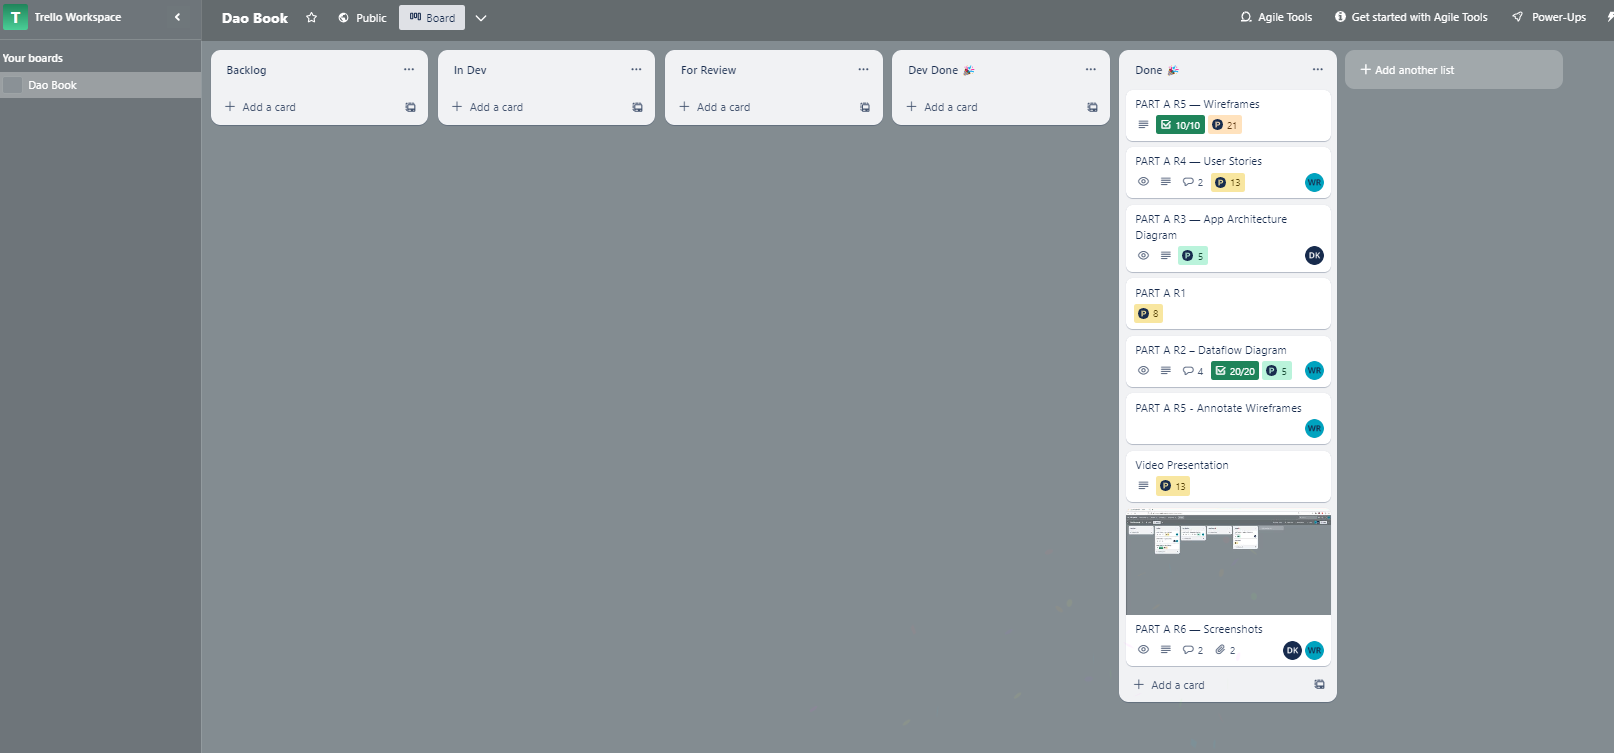 T Trello Workspace
Your boards
Dao Book
Dao Book Public Board
Agile Tools Get started with Agile Tools Power-Ups
Backlog
Add a card
In Dev
Add a card
For Review
Add a card
Dev Done 🎉
Add a card
Done 🎉
PART A R5 — Wireframes
10/10 P 21
PART A R4 — User Stories
2 P 13 WR
PART A R3 — App Architecture
Diagram
P 5 DK
PART A R1
P 8
PART A R2 – Dataflow Diagram
4 20/20 P 5 WR
PART A R5 - Annotate Wireframes
WR
Video Presentation
P 13
PART A R6 — Screenshots
2 2 DK WR
Add a card
+ Add another list